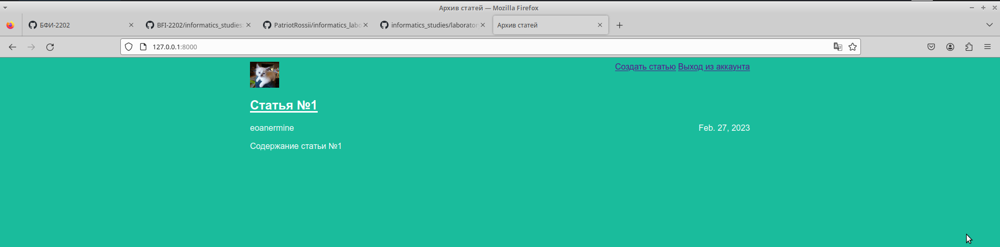 Архив статей — Mozilla Firefox
БФИ-2202
BFI-2202/informatics_studies:
PatriotRossii/informatics_labo
informatics_studies/laborator
Архив статей
127.0.0.1:8000
Создать статью Выход из аккаунта
Статья №1
eoanermine Feb. 27, 2023
Содержание статьи №1